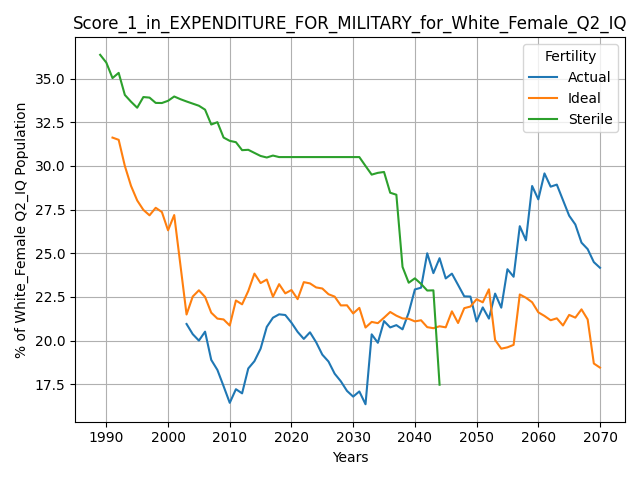 Score_1_in_EXPENDITURE_FOR_MILITARY_for_White_Female_Q2_IQ
Fertility
Actual
Ideal
Sterile
% of White_Female Q2_IQ Population
35.0
32.5
30.0
27.5
25.0
22.5
20.0
17.5
1990 2000 2010 2020 2030 2040 2050 2060 2070
Years